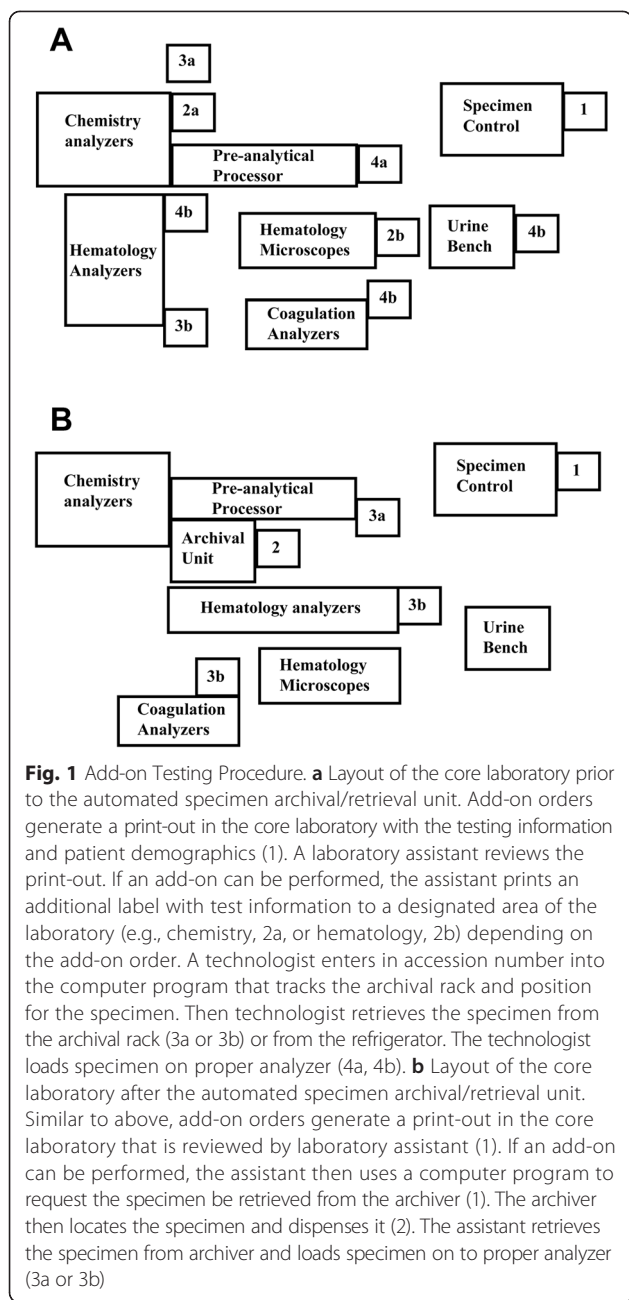 A
3a
Chemistry
analyzers
2a
Specimen
Control
1
Pre-analytical
Processor
4a
4b
Hematology
Analyzers
Hematology
Microscopes
2b
Urine
Bench
4b
4b
3b
Coagulation
Analyzers
B
Chemistry
analyzers
Specimen
Control
1
Pre-analytical
Processor
3a
Archival
Unit
2
Hematology analyzers
3b
Urine
Bench
Hematology
Microscopes
3b
Coagulation
Analyzers
Fig. 1 Add-on Testing Procedure. a Layout of the core laboratory prior
to the automated specimen archival/retrieval unit. Add-on orders
generate a print-out in the core laboratory with the testing information
and patient demographics (1). A laboratory assistant reviews the
print-out. If an add-on can be performed, the assistant prints an
additional label with test information to a designated area of the
laboratory (e.g., chemistry, 2a, or hematology, 2b) depending on
the add-on order. A technologist enters in accession number into
the computer program that tracks the archival rack and position
for the specimen. Then technologist retrieves the specimen from
the archival rack (3a or 3b) or from the refrigerator. The technologist
loads specimen on proper analyzer (4a, 4b). b Layout of the core
laboratory after the automated specimen archival/retrieval unit.
Similar to above, add-on orders generate a print-out in the core
laboratory that is reviewed by laboratory assistant (1). If an add-on
can be performed, the assistant then uses a computer program to
request the specimen be retrieved from the archiver (1). The archiver
then locates the specimen and dispenses it (2). The assistant retrieves
the specimen from archiver and loads specimen on to proper analyzer
(3a or 3b)